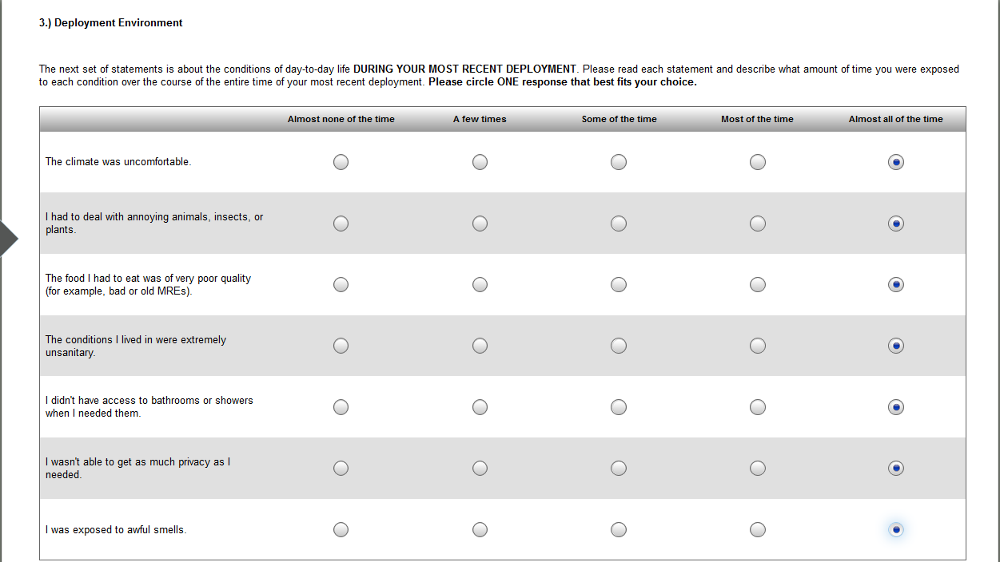 3.) Deployment Environment
The next set of statements is about the conditions of day-to-day life DURING YOUR MOST RECENT DEPLOYMENT. Please read each statement and describe what amount of time you were exposed
to each condition over the course of the entire time of your most recent deployment. Please circle ONE response that best fits your choice.
Almost none of the time A few times Some of the time Most of the time Almost all of the time
The climate was uncomfortable.
I had to deal with annoying animals, insects, or
plants.
The food I had to eat was of very poor quality
(for example, bad or old MREs).
The conditions I lived in were extremely
unsanitary.
I didn't have access to bathrooms or showers
when I needed them.
I wasn't able to get as much privacy as I
needed.
I was exposed to awful smells.